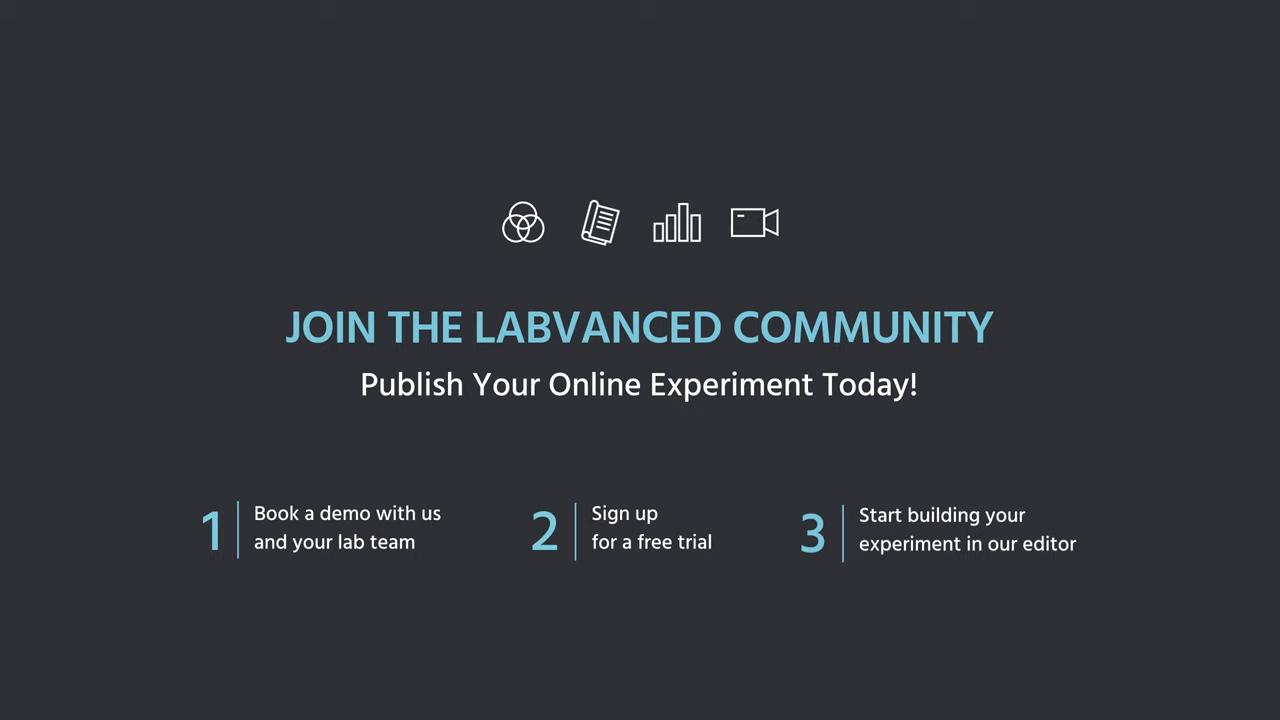 JOIN THE LABVANCED COMMUNITY
Publish Your Online Experiment Today!
1
Book a demo with us
and your lab team
2
Sign up
for a free trial
3
Start building your
experiment in our editor